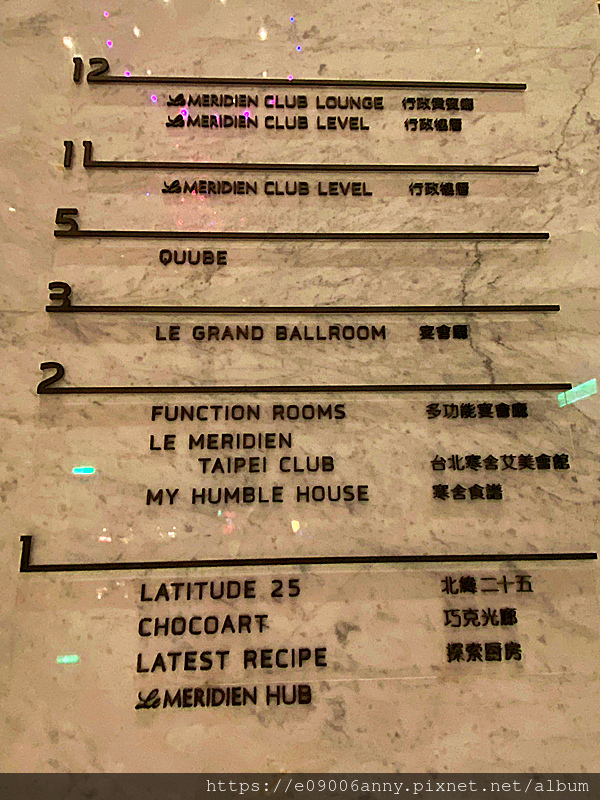 12
Le MERIDIEN CLUB LOUNGE 行政貴賓廳
Le MERIDIEN CLUB LEVEL 行政樓層
11
Le MERIDIEN CLUB LEVEL 行政樓層
5
QUUBE
3
LE GRAND BALLROOM 宴會廳
2
FUNCTION ROOMS 多功能宴會廳
LE MERIDIEN
TAIPEI CLUB 台北寒舍艾美會館
MY HUMBLE HOUSE 寒舍食譜
1
LATITUDE 25 北緯二十五
CHOCOART 巧克光廊
LATEST RECIPE 探索厨房
Le MERIDIEN HUB
https://e09006anny.pixnet.net/album